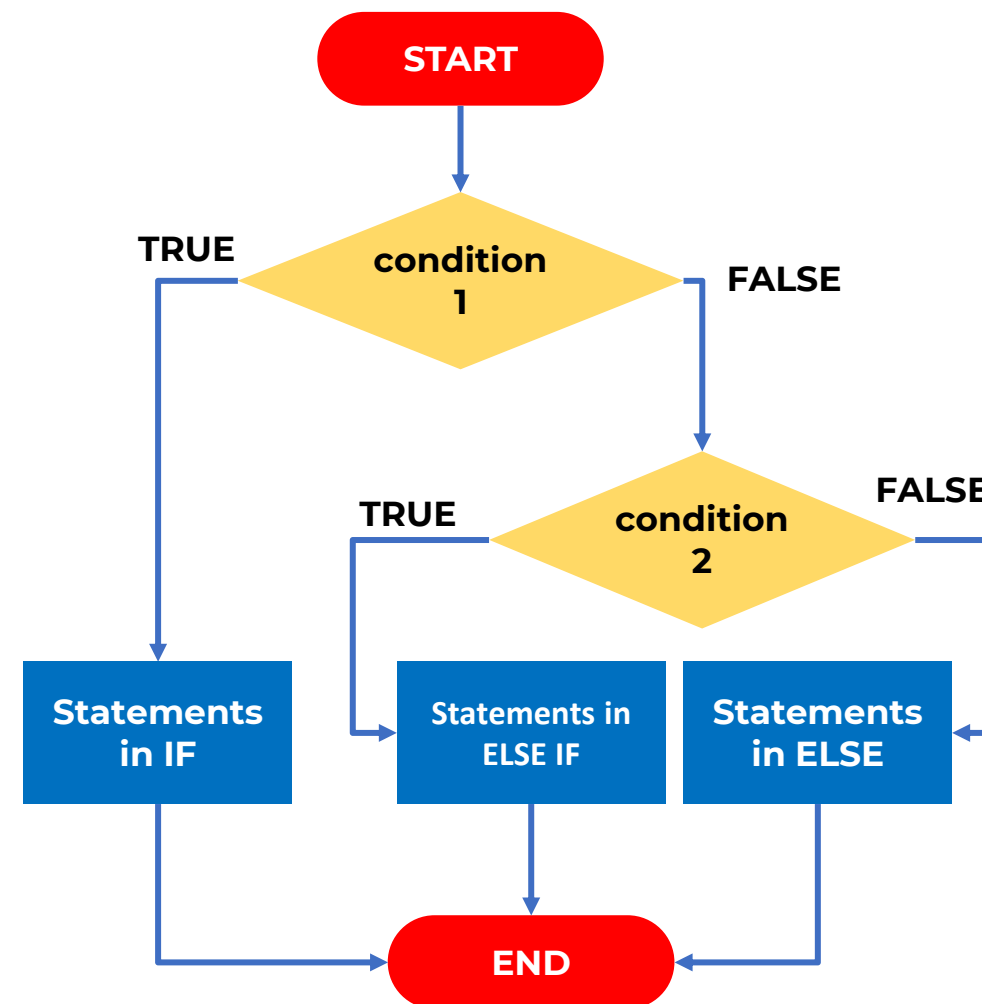 START
TRUE
condition
1
FALSE
TRUE
condition
2
FALSE
Statements
in IF
Statements in
ELSE IF
Statements
in ELSE
END